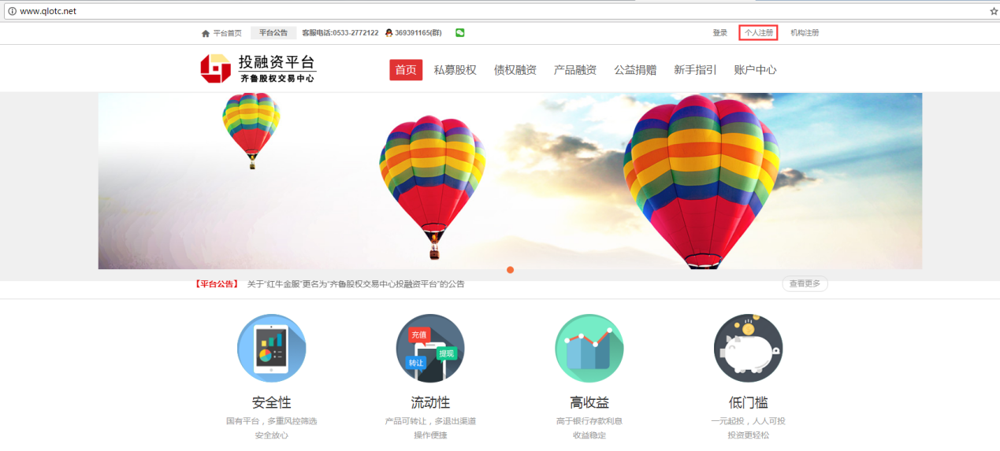 www.qlotc.net
平台首页 平台公告 客服电话:0533-2772122 369391165(群) 登录 个人注册 机构注册
投融资平台
齐鲁股权交易中心
首页 私募股权 债权融资 产品融资 公益捐赠 新手指引 账户中心
【平台公告】 关于“红牛金服”更名为“齐鲁股权交易中心投融资平台”的公告 查看更多
充值
提现
转让
安全性 流动性 高收益 低门槛
国有平台，多重风控筛选 产品可转让，多退出渠道 高于银行存款利息 一元起投，人人可投
安全放心 操作便捷 收益稳定 投资更轻松